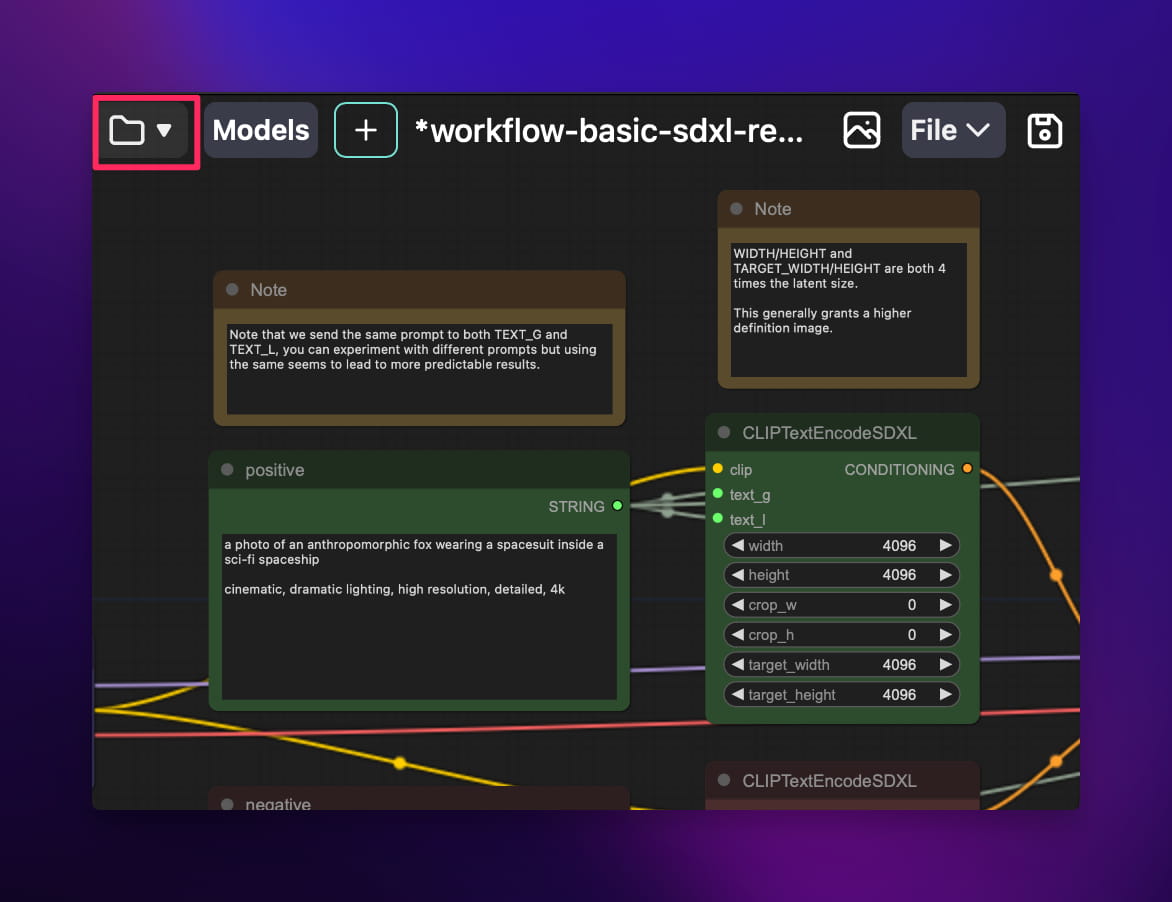 Models
*workflow-basic-sdxl-re...
File
Note
WIDTH/HEIGHT and
TARGET_WIDTH/HEIGHT are both 4
times the latent size.
This generally grants a higher
definition image.
Note
Note that we send the same prompt to both TEXT_G and
TEXT_L, you can experiment with different prompts but using
the same seems to lead to more predictable results.
positive
STRING
a photo of an anthropomorphic fox wearing a spacesuit inside a
sci-fi spaceship
cinematic, dramatic lighting, high resolution, detailed, 4k
CLIPTextEncodeSDXL
clip CONDITIONING
text_g
text_l
width 4096
height 4096
crop_w 0
crop_h 0
target_width 4096
target_height 4096
negative
CLIPTextEncodeSDXL